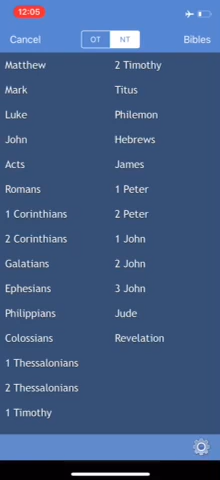 12:05
Cancel OT NT Bibles
Matthew 2 Timothy
Mark Titus
Luke Philemon
John Hebrews
Acts James
Romans 1 Peter
1 Corinthians 2 Peter
2 Corinthians 1 John
Galatians 2 John
Ephesians 3 John
Philippians Jude
Colossians Revelation
1 Thessalonians
2 Thessalonians
1 Timothy